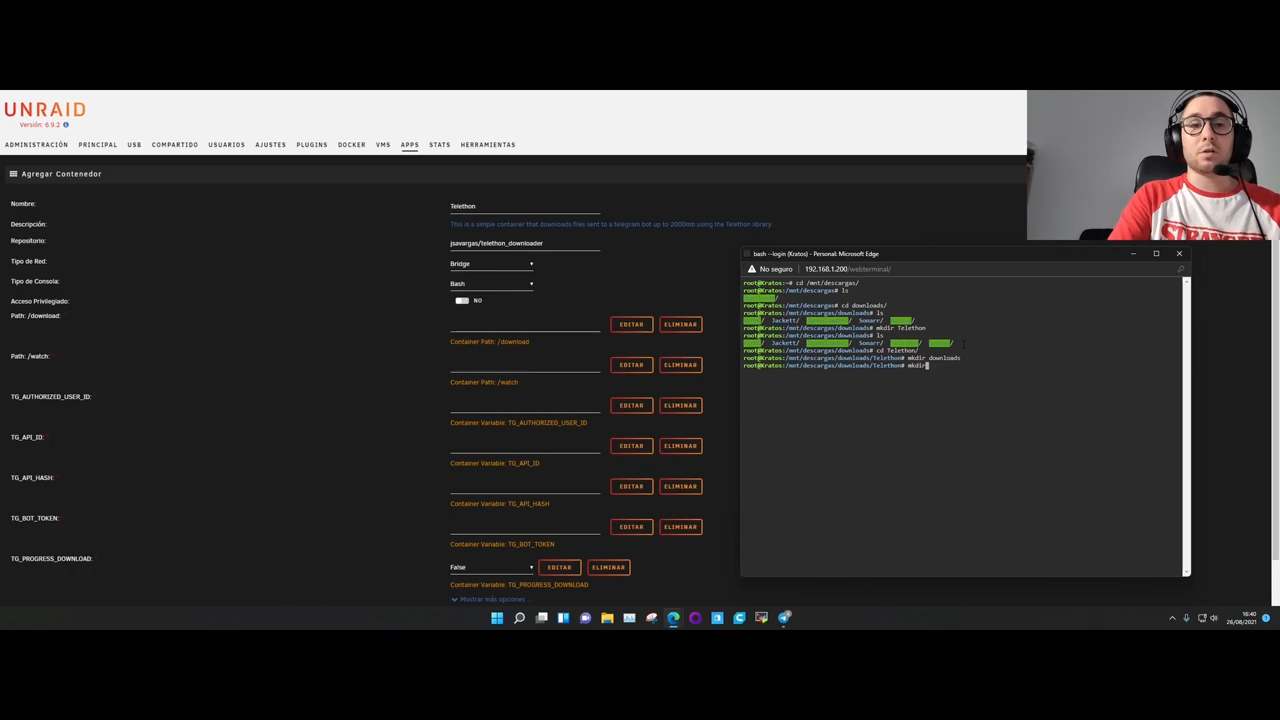 UNRAID
Versión: 6.9.2
ADMINISTRACIÓN PRINCIPAL USB COMPARTIDO USUARIOS AJUSTES PLUGINS DOCKER VMS APPS STATS HERRAMIENTAS
Agregar Contenedor
Nombre:
Telethon
Descripción:
This is a simple container that downloads files sent to a telegram bot up to 2000mb using the Telethon library.
Repositorio:
jsavargas/telethon_downloader
Tipo de Red:
Bridge
Tipo de Consola:
Bash
Acceso Privilegiado:
NO
Path: /download:
EDITAR ELIMINAR
Container Path: /download
Path: /watch:
EDITAR ELIMINAR
Container Path: /watch
TG_AUTHORIZED_USER_ID:
EDITAR ELIMINAR
Container Variable: TG_AUTHORIZED_USER_ID
TG_API_ID:
EDITAR ELIMINAR
Container Variable: TG_API_ID
TG_API_HASH:
EDITAR ELIMINAR
Container Variable: TG_API_HASH
TG_BOT_TOKEN:
EDITAR ELIMINAR
Container Variable: TG_BOT_TOKEN
TG_PROGRESS_DOWNLOAD:
False EDITAR ELIMINAR
Container Variable: TG_PROGRESS_DOWNLOAD
Mostrar más opciones ...
bash --login (Kratos) - Personal: Microsoft Edge
No seguro 192.168.1.200/webterminal/
root@Kratos:~# cd /mnt/descargas/
root@Kratos:/mnt/descargas# ls
root@Kratos:/mnt/descargas# cd downloads/
root@Kratos:/mnt/descargas/downloads# ls
Jackett/ Sonarr/
root@Kratos:/mnt/descargas/downloads# mkdir Telethon
root@Kratos:/mnt/descargas/downloads# ls
Jackett/ Sonarr/
root@Kratos:/mnt/descargas/downloads# cd Telethon/
root@Kratos:/mnt/descargas/downloads/Telethon# mkdir downloads
root@Kratos:/mnt/descargas/downloads/Telethon# mkdir
16:40
26/08/2021